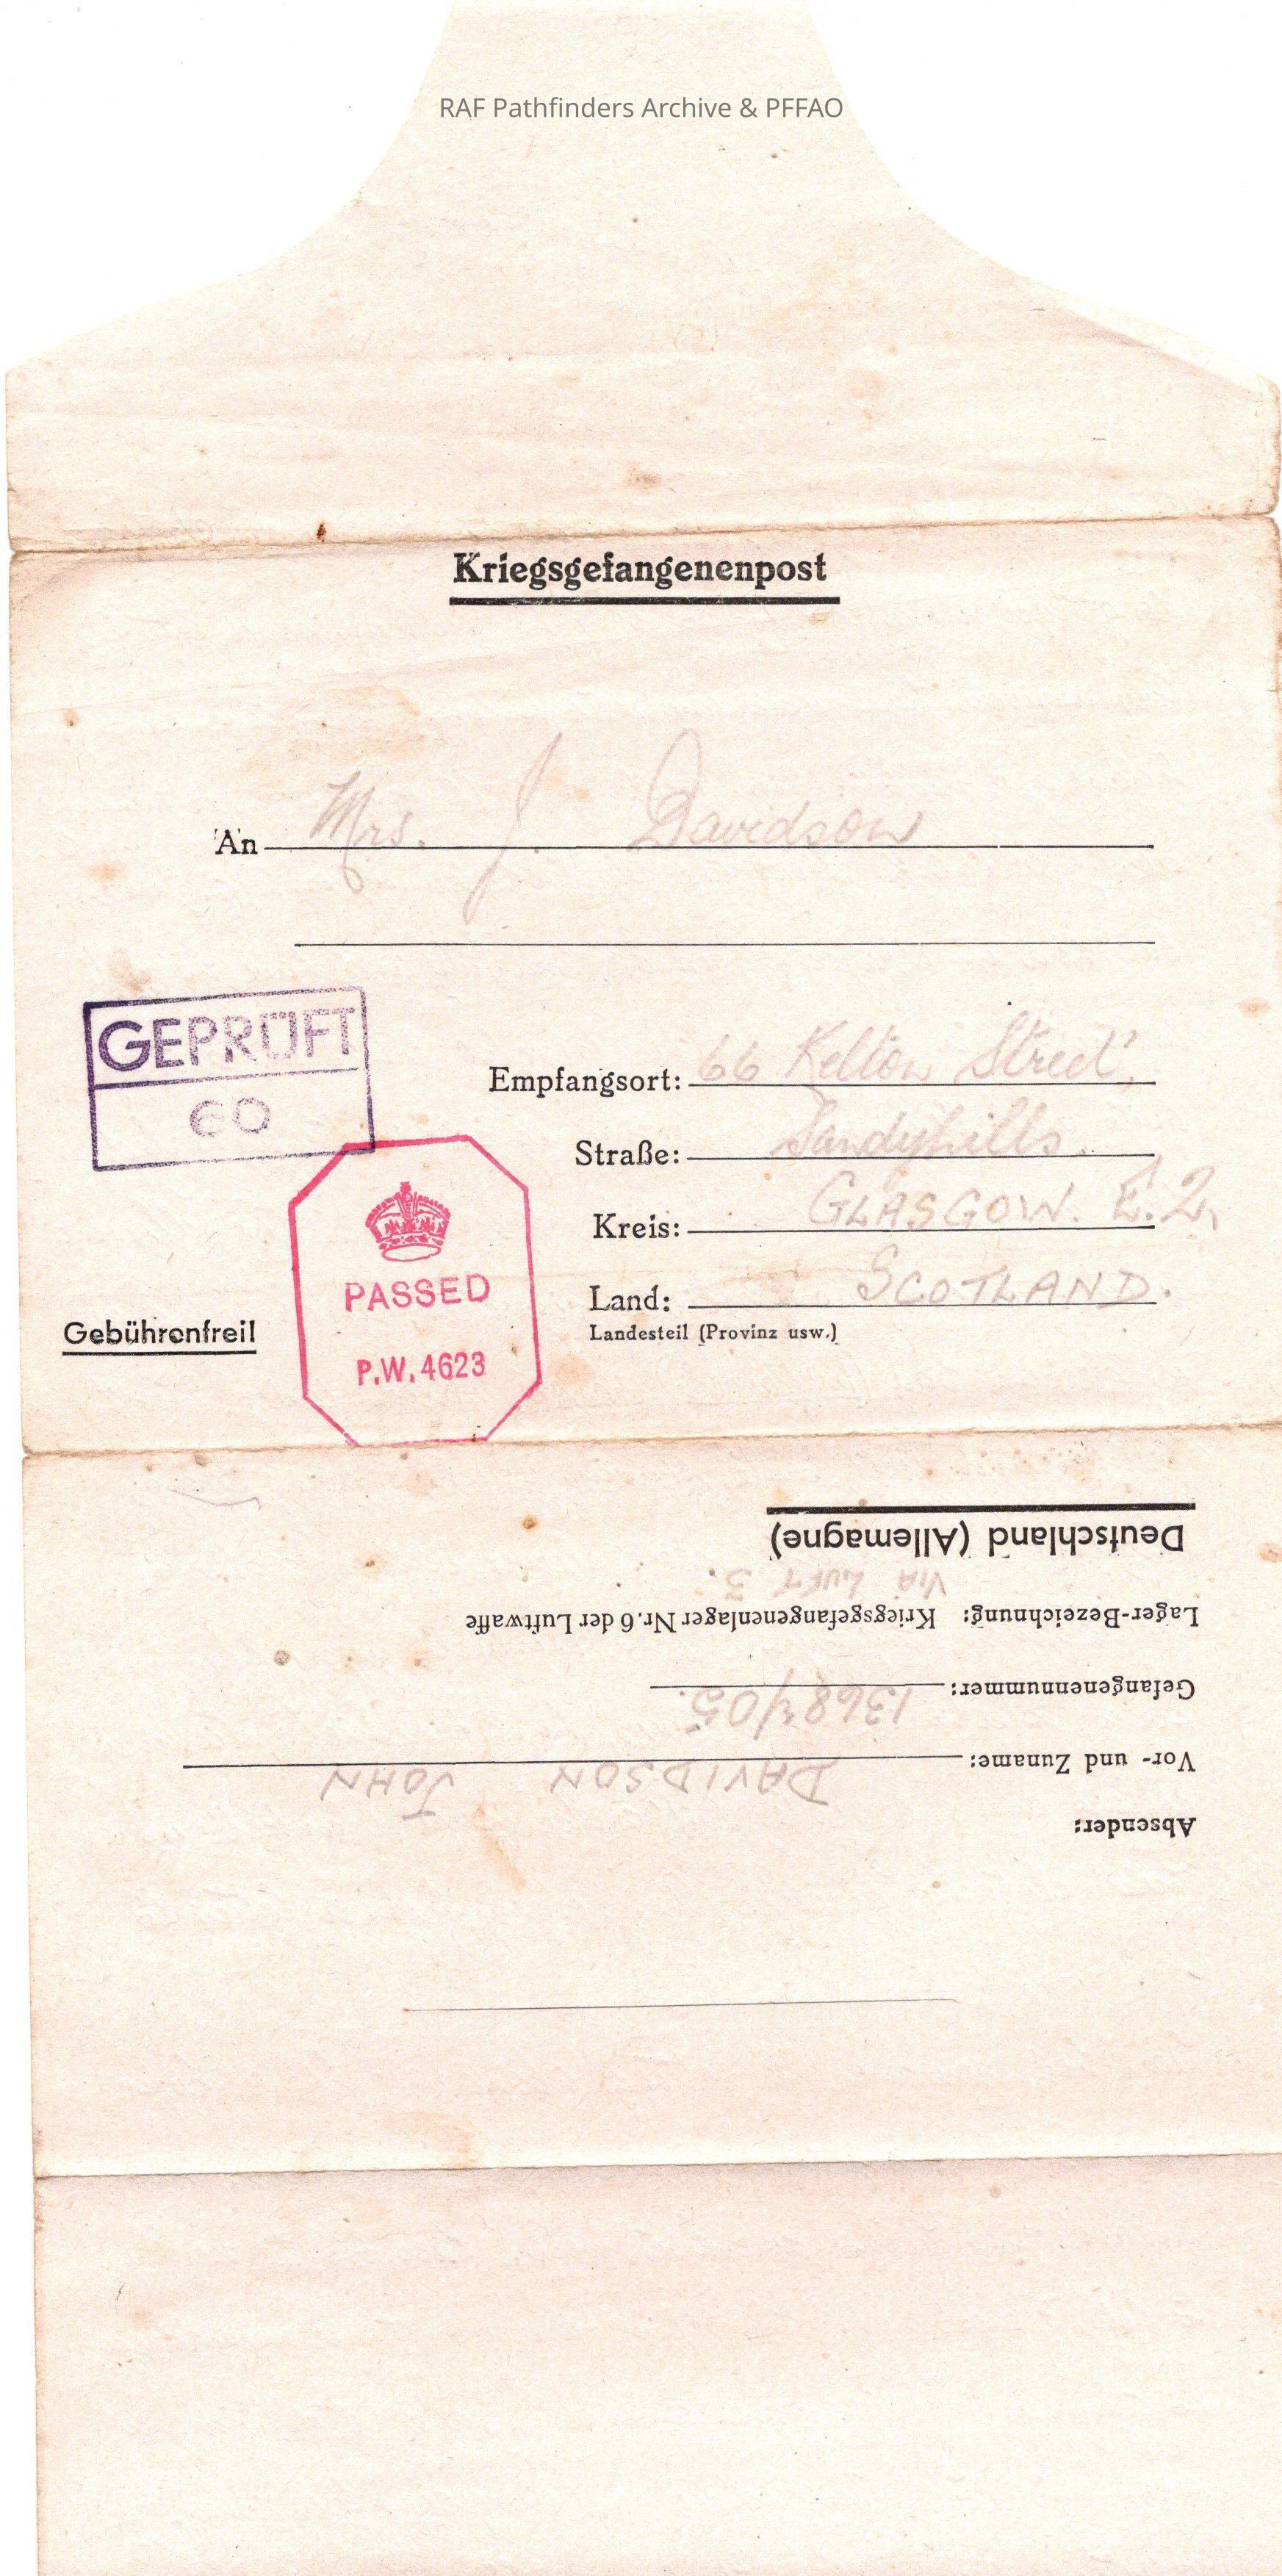 RAF Pathfinders Archive & PFFAO
Kriegsgefangenenpost
An Mrs. J. Davidson
GEPRÜFT
60
Empfangsort: 66 Kelton Street,
Straße: Sandyhills.
Kreis: GLASGOW. E.2.
Land: SCOTLAND.
Landesteil (Provinz usw.)
Gebührenfrei!
PASSED
P.W. 4623
Absender:
Vor- und Zuname: DAVIDSON JOHN
Gefangenennummer:
Lager-Bezeichnung: Kriegsgefangenenlager Nr. 6 der Luftwaffe
VIA LUFT 3.
Deutschland (Allemagne)